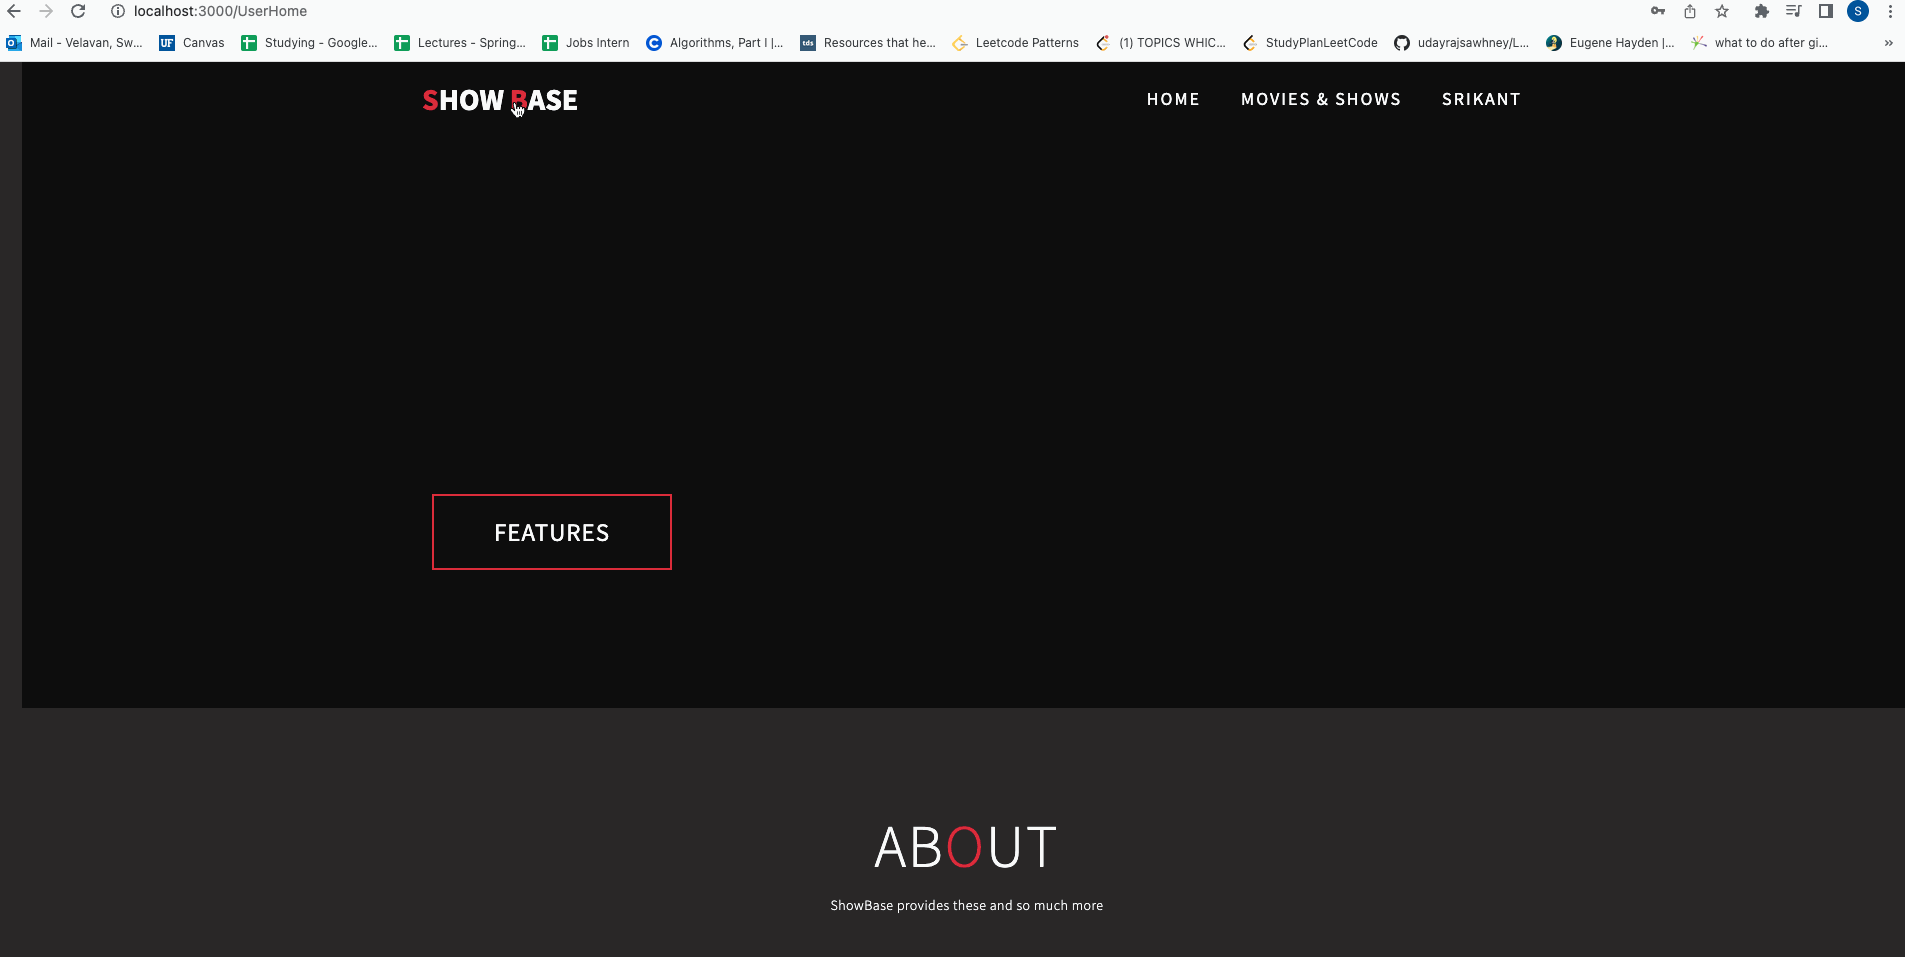 localhost:3000/UserHome
S
Mail - Velavan, Sw... UF Canvas Studying - Google... Lectures - Spring... Jobs Intern C Algorithms, Part I |... tds Resources that he... Leetcode Patterns (1) TOPICS WHIC... StudyPlanLeetCode udayrajsawhney/L... Eugene Hayden |... what to do after gi... »
SHOW BASE HOME MOVIES & SHOWS SRIKANT
FEATURES
ABOUT
ShowBase provides these and so much more